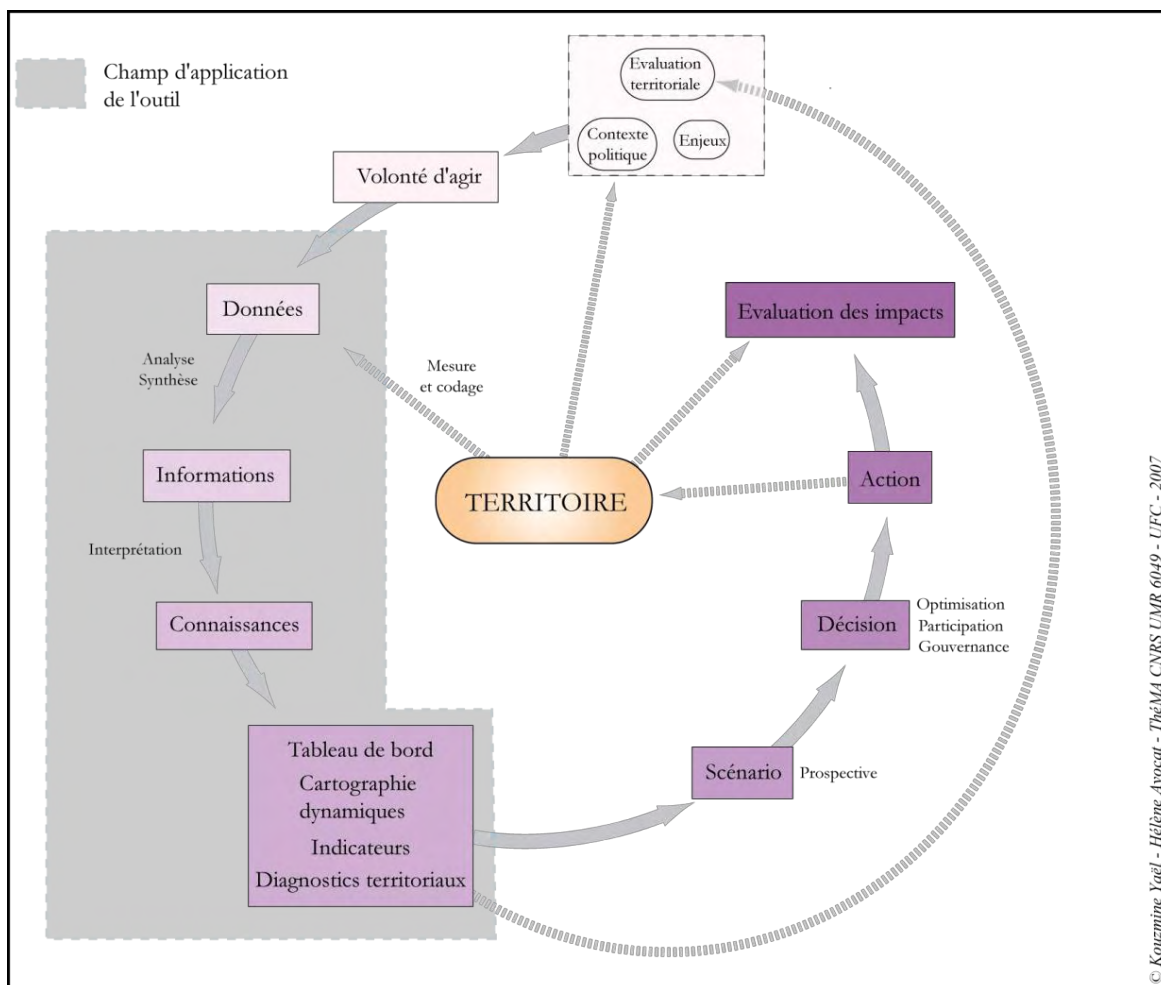 Champ d'application
de l'outil
Evaluation
territoriale
Contexte
politique
Enjeux
Volonté d'agir
Données
Analyse
Synthèse
Mesure
et codage
Evaluation des impacts
Informations
TERRITOIRE
Action
Interprétation
Connaissances
Décision
Optimisation
Participation
Gouvernance
Tableau de bord
Cartographie
dynamiques
Indicateurs
Diagnostics territoriaux
Scénario
Prospective
© Kouzmine Yaël - Hélène Avocat - ThéMA CNRS UMR 6049 - UFC - 2007